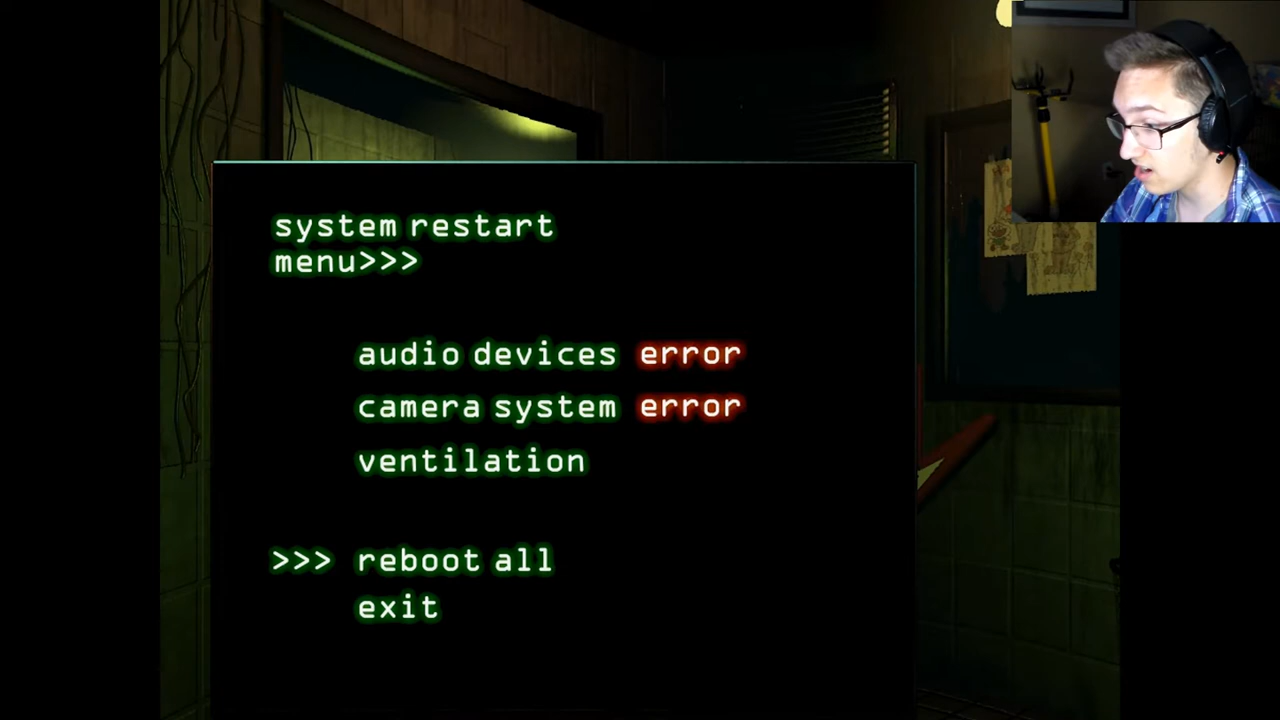 system restart
menu>>>
audio devices error
camera system error
ventilation
>>> reboot all
exit